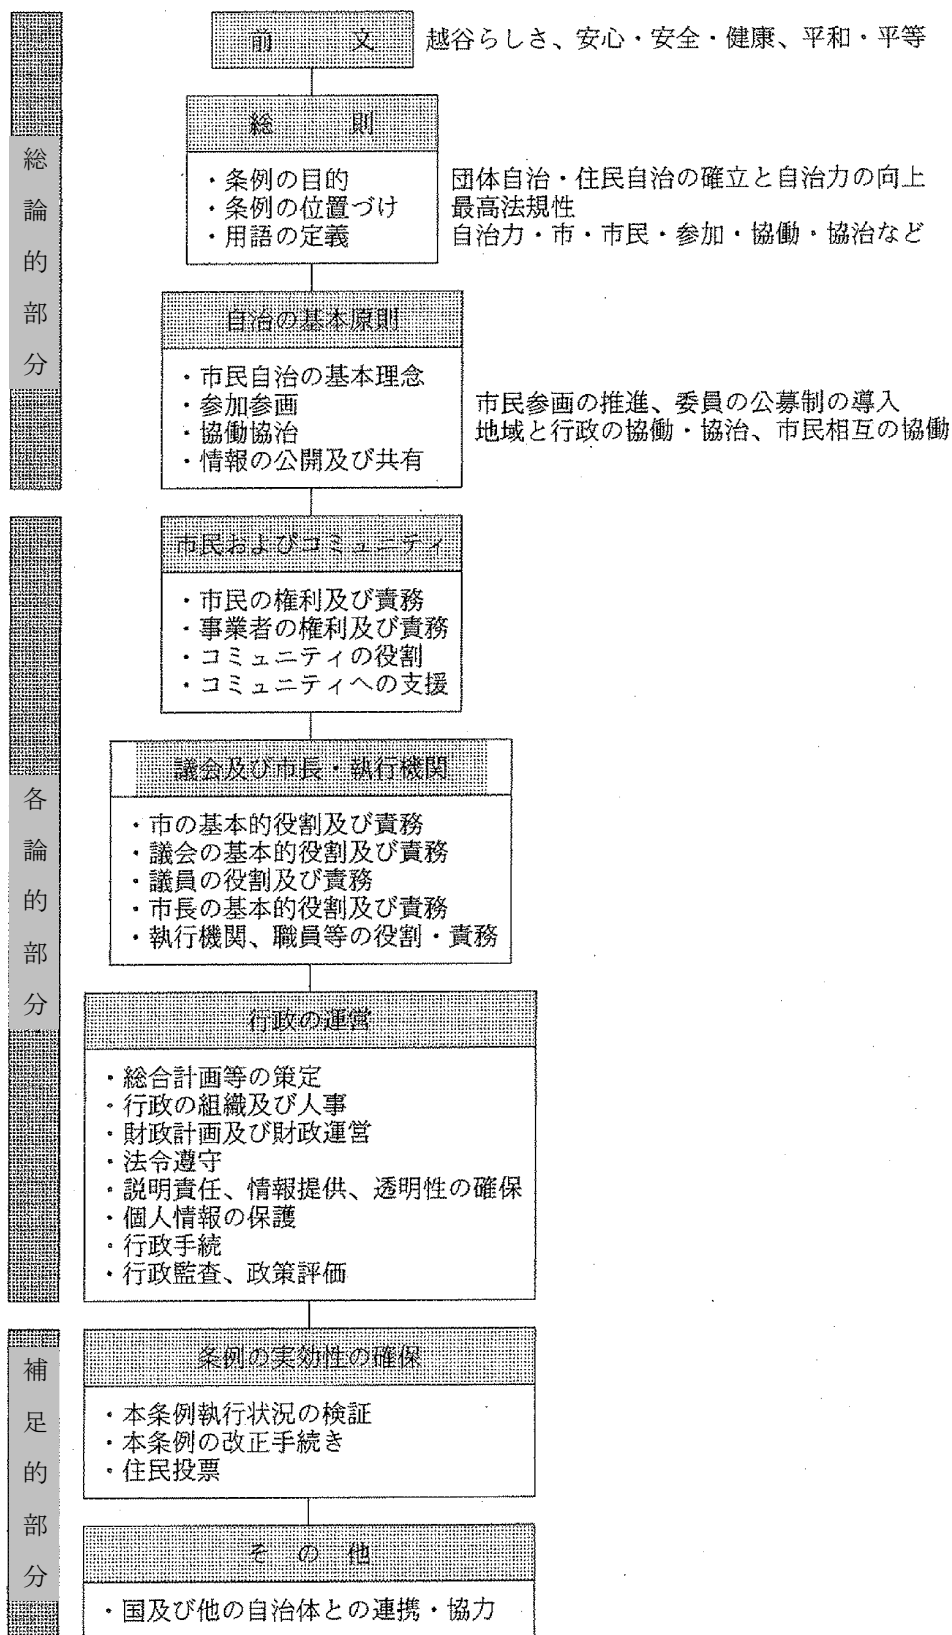 総論的部分
前 文
越谷らしさ、安心・安全・健康、平和・平等
総 則
・条例の目的
・条例の位置づけ
・用語の定義
団体自治・住民自治の確立と自治力の向上
最高法規性
自治力・市・市民・参加・協働・協治など
自治の基本原則
・市民自治の基本理念
・参加参画
・協働協治
・情報の公開及び共有
市民参画の推進、委員の公募制の導入
地域と行政の協働・協治、市民相互の協働
各論的部分
市民およびコミュニティ
・市民の権利及び責務
・事業者の権利及び責務
・コミュニティの役割
・コミュニティへの支援
議会及び市長・執行機関
・市の基本的役割及び責務
・議会の基本的役割及び責務
・議員の役割及び責務
・市長の基本的役割及び責務
・執行機関、職員等の役割・責務
行政の運営
・総合計画等の策定
・行政の組織及び人事
・財政計画及び財政運営
・法令遵守
・説明責任、情報提供、透明性の確保
・個人情報の保護
・行政手続
・行政監査、政策評価
補足的部分
条例の実効性の確保
・本条例執行状況の検証
・本条例の改正手続き
・住民投票
そ の 他
・国及び他の自治体との連携・協力